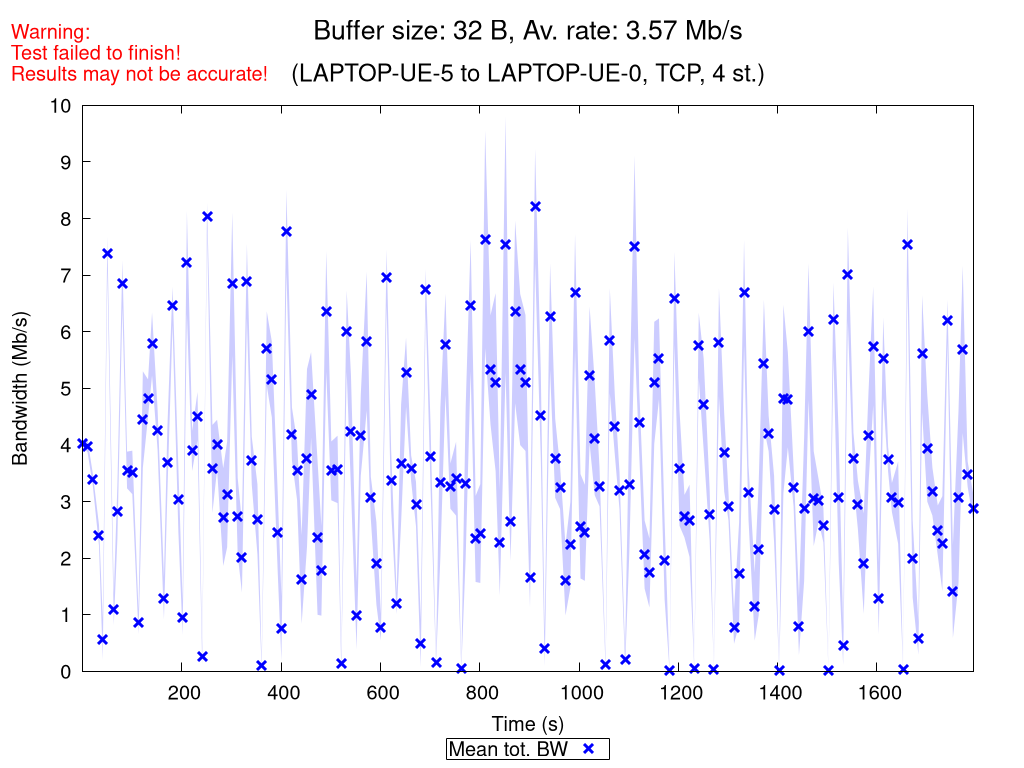 Warning:
Test failed to finish!
Results may not be accurate!
Buffer size: 32 B, Av. rate: 3.57 Mb/s
(LAPTOP-UE-5 to LAPTOP-UE-0, TCP, 4 st.)
10
9
8
7
6
5
4
3
2
1
0
Bandwidth (Mb/s)
200 400 600 800 1000 1200 1400 1600
Time (s)
Mean tot. BW